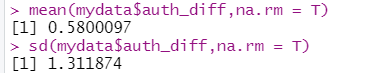 > mean(mydata$auth_diff,na.rm = T)
[1] 0.5800097
> sd(mydata$auth_diff,na.rm = T)
[1] 1.311874